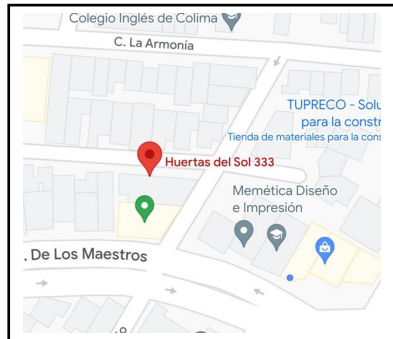 Colegio Inglés de Colima
C. La Armonía
TUPRECO - Solu
para la constr
Tienda de materiales para la cons
Huertas del Sol 333
Memética Diseño
e Impresión
. De Los Maestros